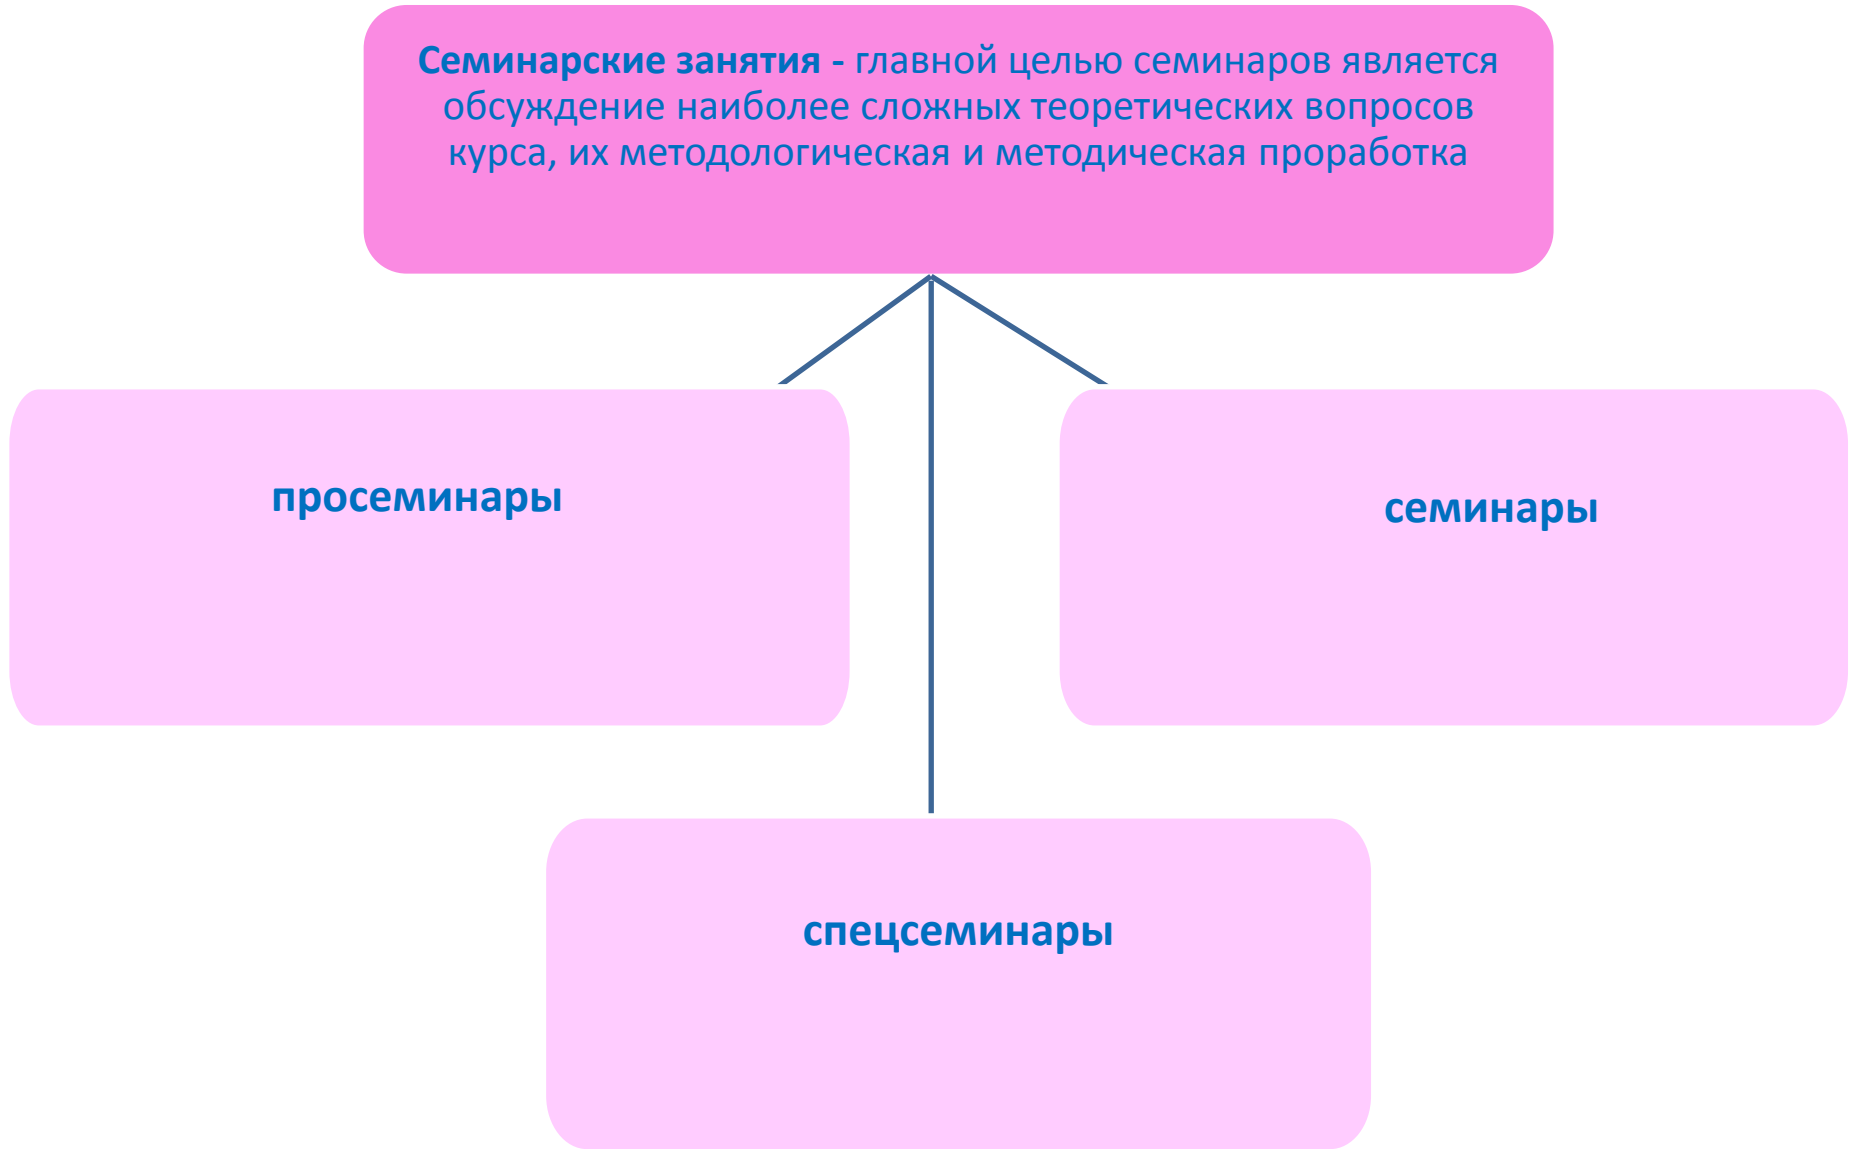 Семинарские занятия - главной целью семинаров является
обсуждение наиболее сложных теоретических вопросов
курса, их методологическая и методическая проработка
просеминары
семинары
спецсеминары